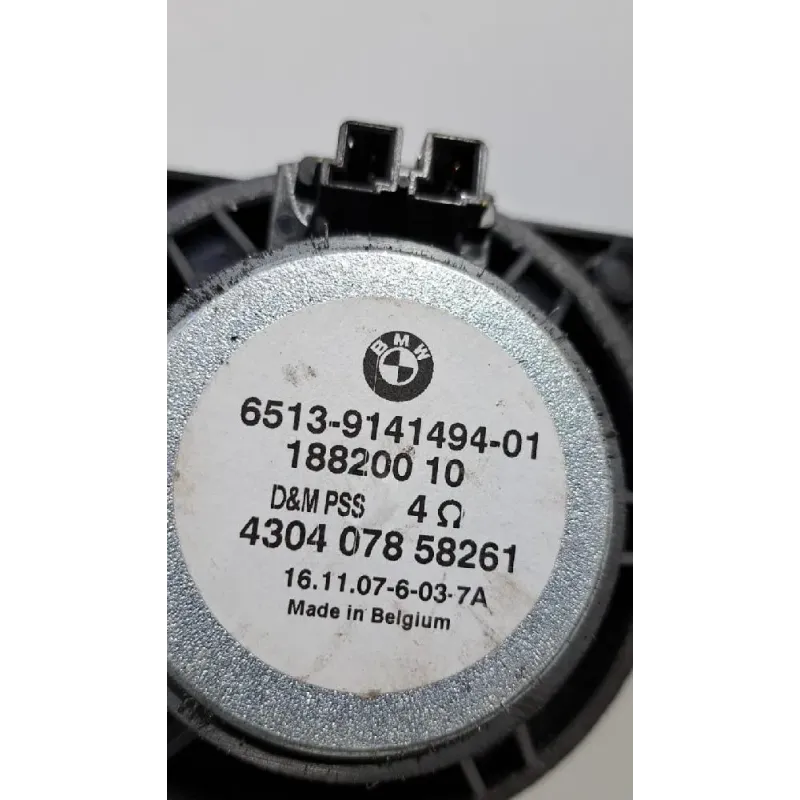 BMW
6513-9141494-01
188200 10
D&M PSS 4 Ω
4304 078 58261
16.11.07-6-03-7A
Made in Belgium